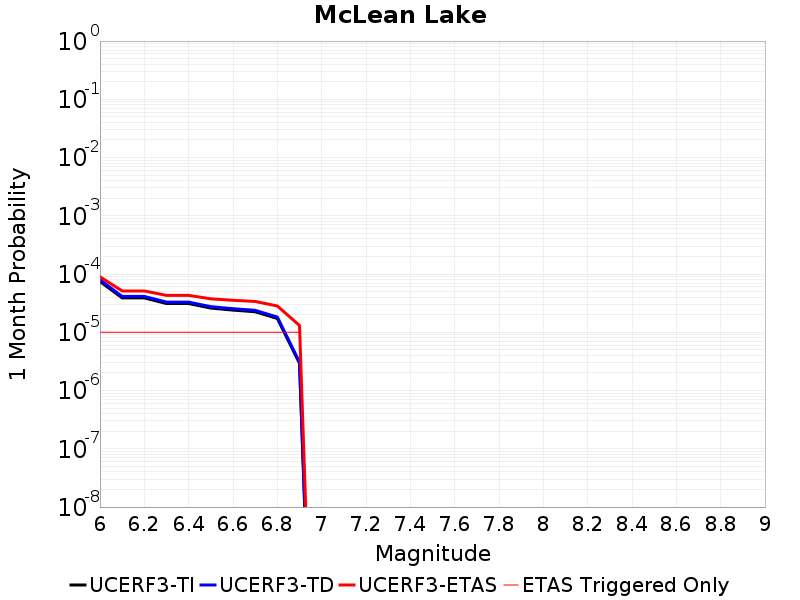 McLean Lake
1 Month Probability
10^0
10^-1
10^-2
10^-3
10^-4
10^-5
10^-6
10^-7
10^-8
6 6.2 6.4 6.6 6.8 7 7.2 7.4 7.6 7.8 8 8.2 8.4 8.6 8.8 9
Magnitude
UCERF3-TI UCERF3-TD UCERF3-ETAS ETAS Triggered Only